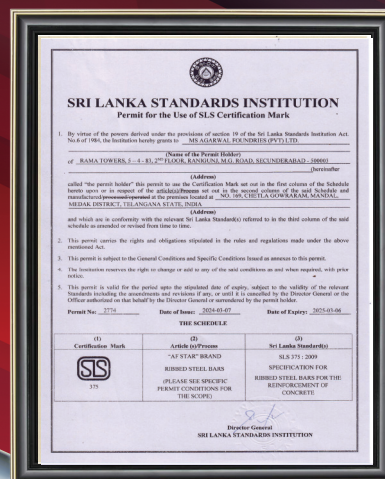 SRI LANKA STANDARDS INSTITUTION
Permit for the Use of SLS Certification Mark
1. By virtue of the powers derived under the provisions of section 19 of the Sri Lanka Standards Institution Act.
No.6 of 1984, the Institution hereby grants to MS AGARWAL FOUNDRIES (PVT) LTD.
(Name of the Permit Holder)
of RAMA TOWERS, 5 - 4 - 83, 2ND FLOOR, RANIGUNJ, M.G. ROAD, SECUNDERABAD - 500003
(hereinafter
(Address)
called "the permit holder" this permit to use the Certification Mark set out in the first column of the Schedule
hereto upon or in respect of the article(s)/Process set out in the second column of the said Schedule and
manufactured/processed/operated at the premises located at NO. 169, CHETLA GOWRARAM, MANDAL,
MEDAK DISTRICT, TELANGANA STATE, INDIA
(Address)
and which are in conformity with the relevant Sri Lanka Standard(s) referred to in the third column of the said
schedule as amended or revised from time to time.
2. This permit carries the rights and obligations stipulated in the rules and regulations made under the above
mentioned Act.
3. This permit is subject to the General Conditions and Specific Conditions Issued as annexes to this permit.
4. The Institution reserves the right to change or add to any of the said conditions as and when required, with prior
notice.
5. This permit is valid for the period upto the stipulated date of expiry, subject to the validity of the relevant
Standards including the amendments and revisions if any, or until it is cancelled by the Director General or the
Officer authorized on that behalf by the Director General or surrendered by the permit holder.
Permit No: 2774 Date of Issue: 2024-03-07 Date of Expiry: 2025-03-06
THE SCHEDULE
(1) (2) (3)
Certification Mark Article (s)/Process Sri Lanka Standard(s)
SLS
375
"AF STAR" BRAND
RIBBED STEEL BARS
(PLEASE SEE SPECIFIC
PERMIT CONDITIONS FOR
THE SCOPE)
SLS 375 : 2009
SPECIFICATION FOR
RIBBED STEEL BARS FOR THE
REINFORCEMENT OF
CONCRETE
Director General
SRI LANKA STANDARDS INSTITUTION